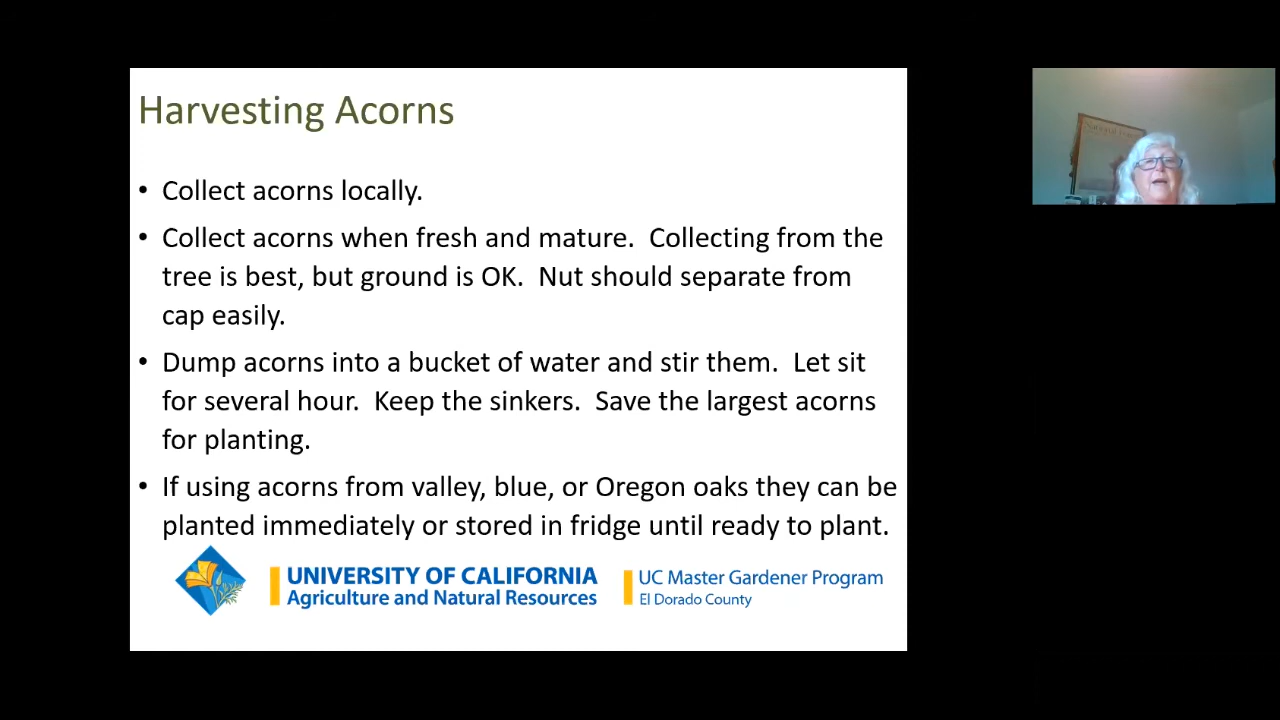 Harvesting Acorns
• Collect acorns locally.
• Collect acorns when fresh and mature.  Collecting from the
tree is best, but ground is OK.  Nut should separate from
cap easily.
• Dump acorns into a bucket of water and stir them.  Let sit
for several hour.  Keep the sinkers.  Save the largest acorns
for planting.
• If using acorns from valley, blue, or Oregon oaks they can be
planted immediately or stored in fridge until ready to plant.
UNIVERSITY OF CALIFORNIA
Agriculture and Natural Resources
UC Master Gardener Program
El Dorado County